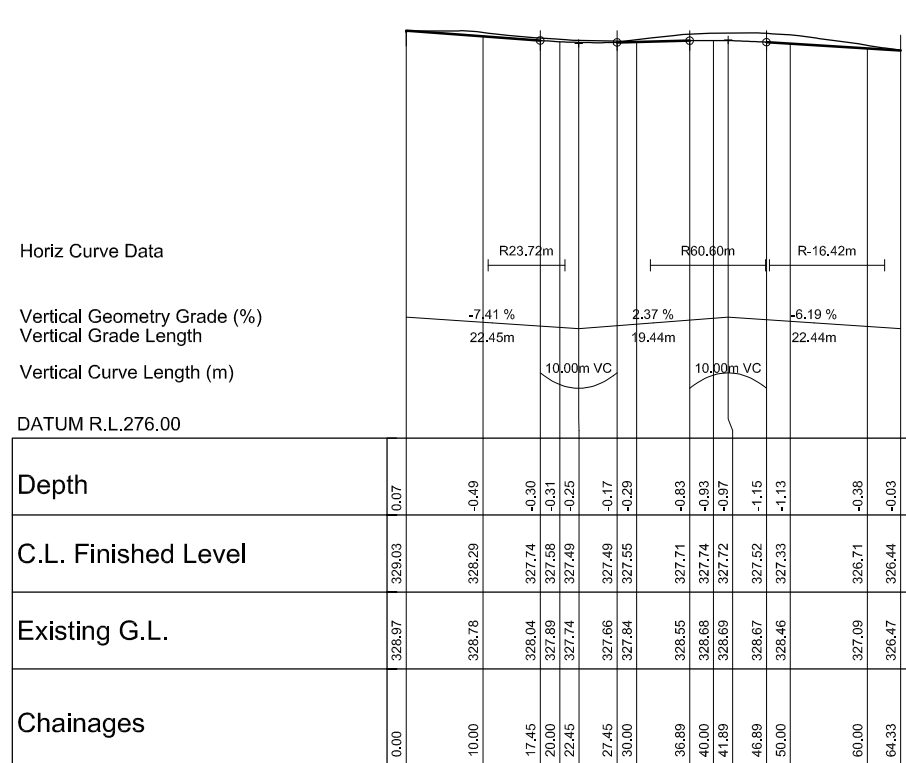 Horiz Curve Data R23.72m R60.60m R-16.42m
Vertical Geometry Grade (%) -7.41 % 2.37 % -6.19 %
Vertical Grade Length 22.45m 19.44m 22.44m
Vertical Curve Length (m) 10.00m VC 10.00m VC
DATUM R.L.276.00
Depth 0.07 -0.49 -0.30 -0.31 -0.25 -0.17 -0.29 -0.83 -0.93 -0.97 -1.15 -1.13 -0.38 -0.03
C.L. Finished Level 329.03 328.29 327.74 327.58 327.49 327.49 327.55 327.71 327.74 327.72 327.52 327.33 326.71 326.44
Existing G.L. 328.97 328.78 328.04 327.89 327.74 327.66 327.84 328.55 328.68 328.69 328.67 328.46 327.09 326.47
Chainages 0.00 10.00 17.45 20.00 22.45 27.45 30.00 36.89 40.00 41.89 46.89 50.00 60.00 64.33